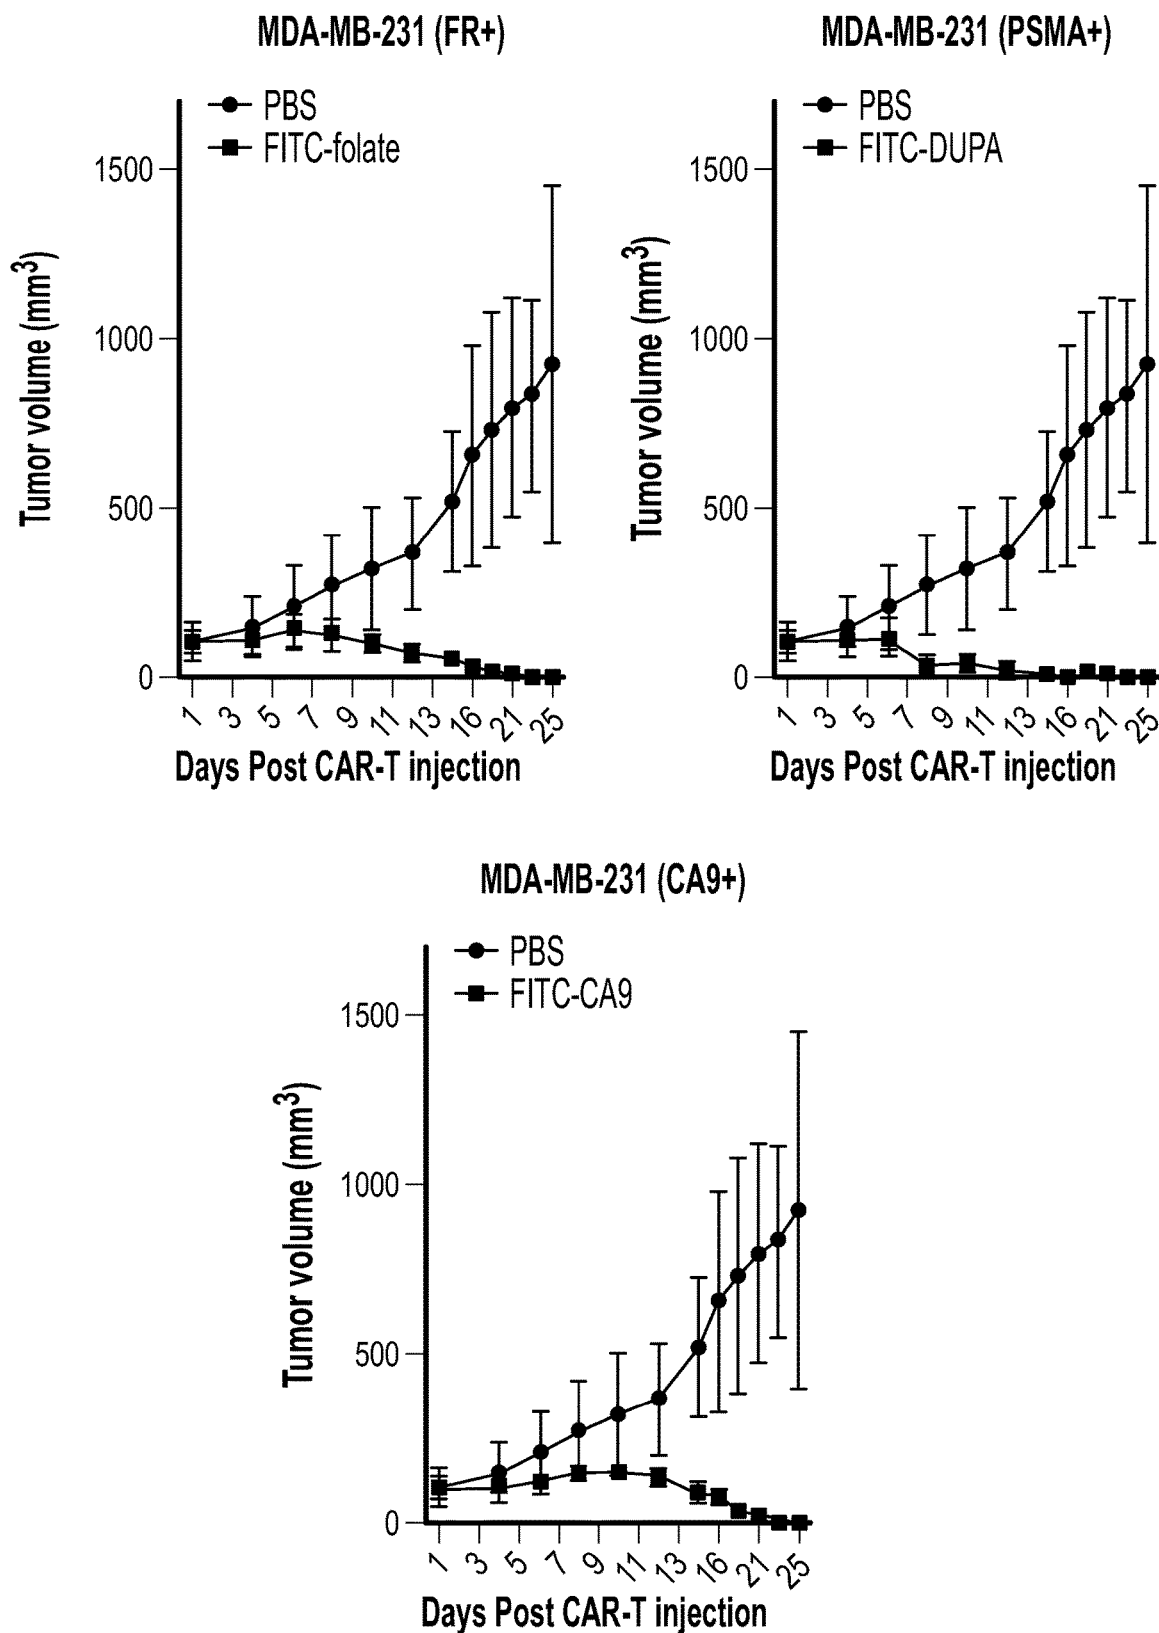 MDA-MB-231 (FR+)
PBS
FITC-folate
1500
1000
500
0
Tumor volume (mm³)
1 3 5 7 9 11 13 16 21 25
Days Post CAR-T injection
MDA-MB-231 (PSMA+)
PBS
FITC-DUPA
1500
1000
500
0
Tumor volume (mm³)
1 3 5 7 9 11 13 16 21 25
Days Post CAR-T injection
MDA-MB-231 (CA9+)
PBS
FITC-CA9
1500
1000
500
0
Tumor volume (mm³)
1 3 5 7 9 11 13 16 21 25
Days Post CAR-T injection